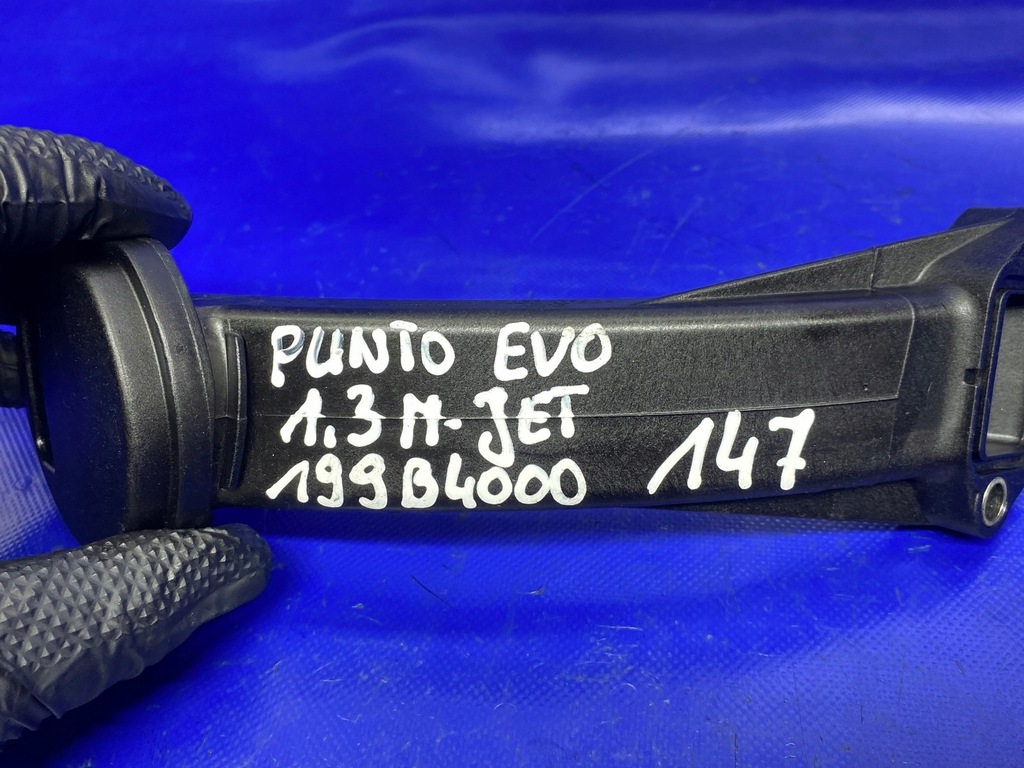 PUNTO EVO
1.3 M-JET
199B4000 147